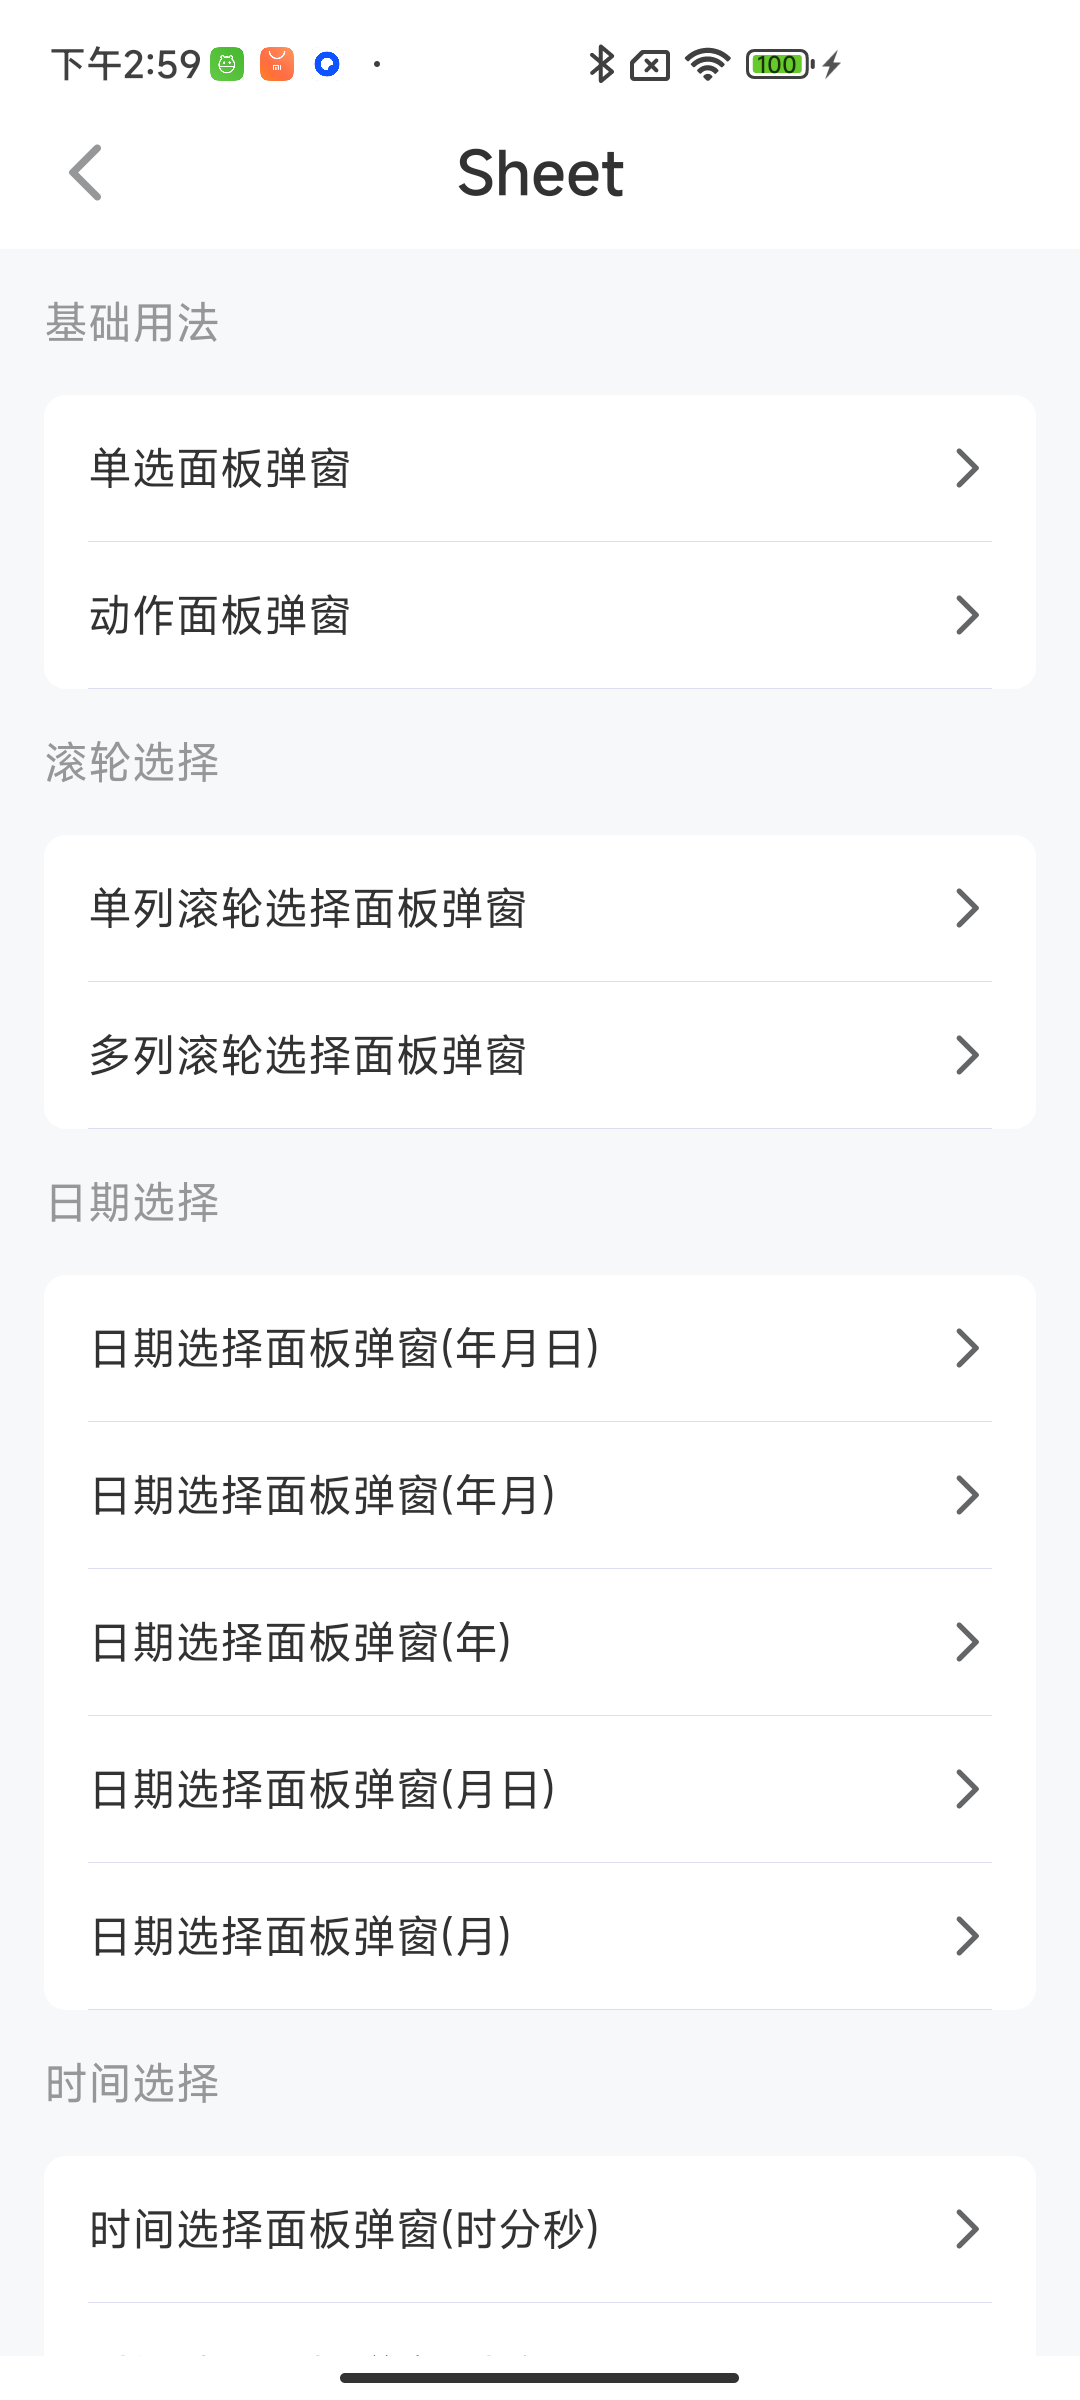 下午2:59
100
Sheet
基础用法
单选面板弹窗
动作面板弹窗
滚轮选择
单列滚轮选择面板弹窗
多列滚轮选择面板弹窗
日期选择
日期选择面板弹窗(年月日)
日期选择面板弹窗(年月)
日期选择面板弹窗(年)
日期选择面板弹窗(月日)
日期选择面板弹窗(月)
时间选择
时间选择面板弹窗(时分秒)